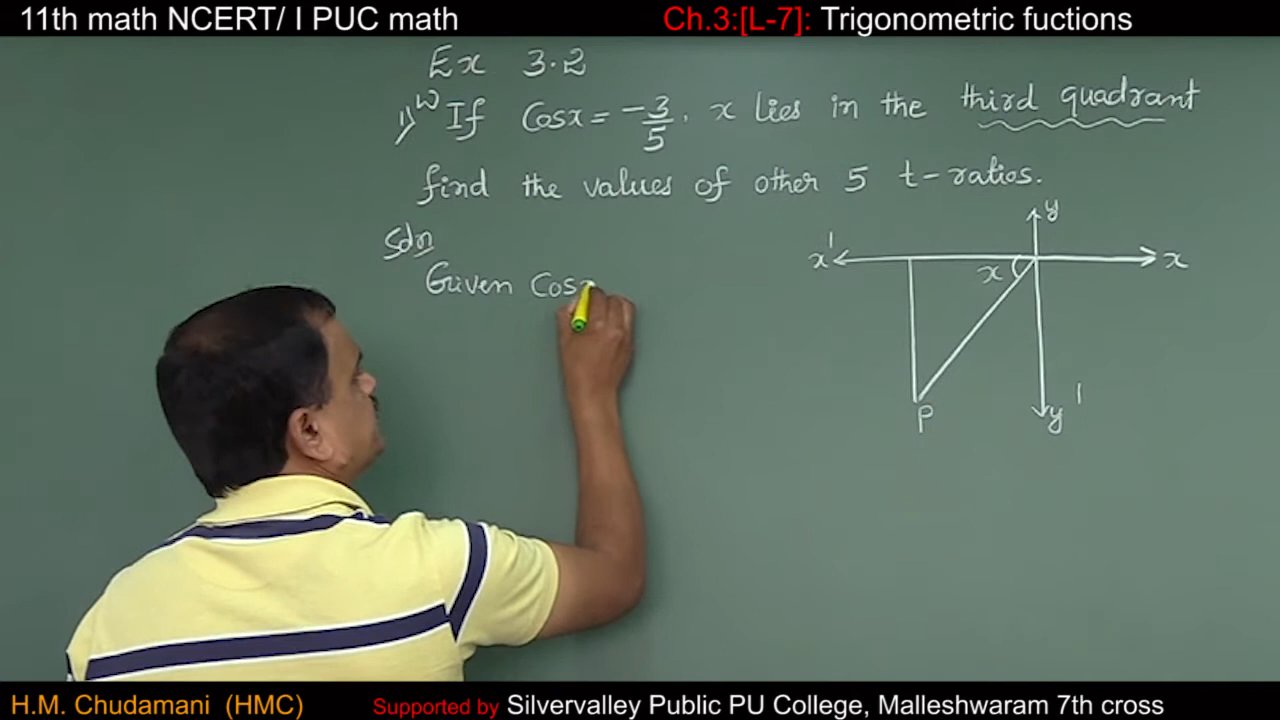 11th math NCERT/ I PUC math
Ch.3:[L-7]: Trigonometric fuctions
Ex 3.2
1) If Cosx = -3/5, x lies in the third quadrant
find the values of other 5 t-ratios.
Soln
Given Cosx
y
x' x x
P y'
H.M. Chudamani (HMC) Supported by Silvervalley Public PU College, Malleshwaram 7th cross